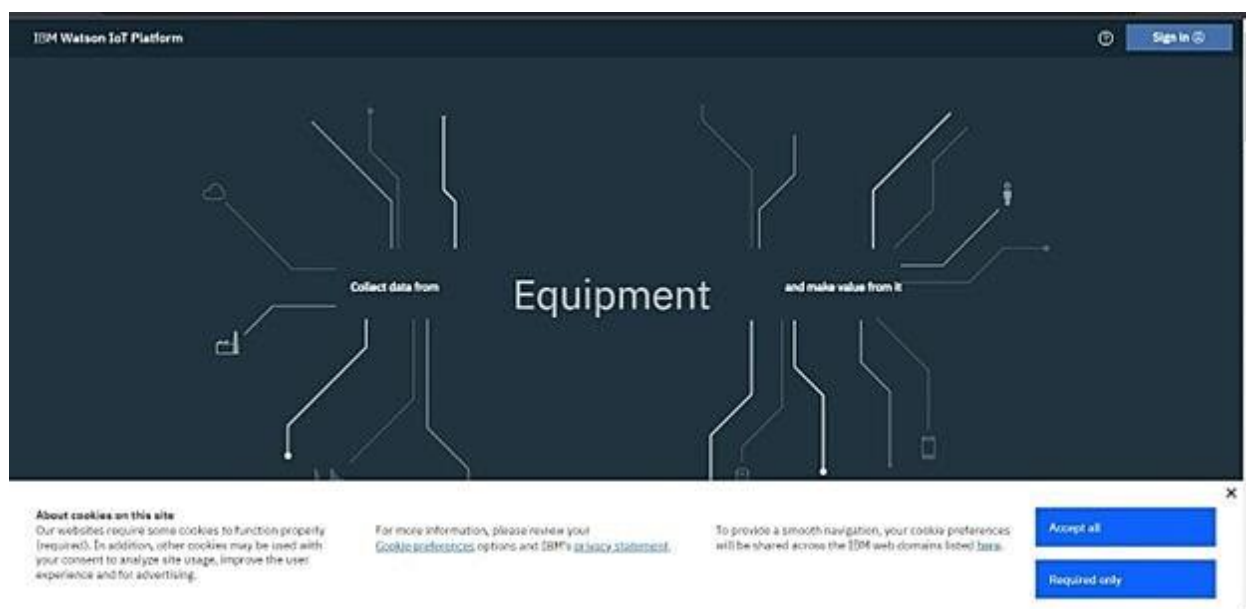 IBM Watson IoT Platform
Sign in
Collect data from
Equipment
and make value from it
About cookies on this site
Our websites require some cookies to function properly
(required). In addition, other cookies may be used with
your consent to analyze site usage, improve the user
experience and for advertising.
For more information, please review your
Cookie preferences options and IBM's privacy statement.
To provide a smooth navigation, your cookie preferences
will be shared across the IBM web domains listed here.
Accept all
Required only